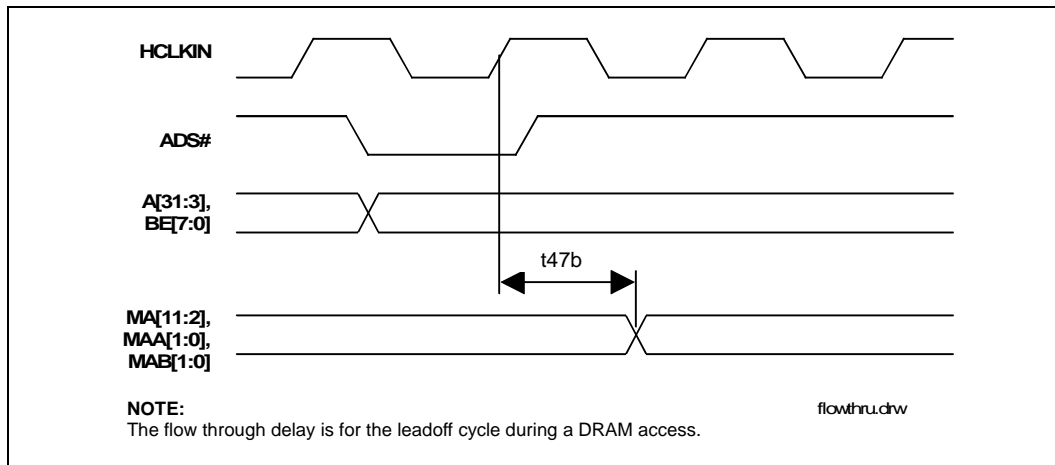 HCLKIN
ADS#
A[31:3],
BE[7:0]
t47b
MA[11:2],
MAA[1:0],
MAB[1:0]
NOTE:
flowthru.drw
The flow through delay is for the leadoff cycle during a DRAM access.